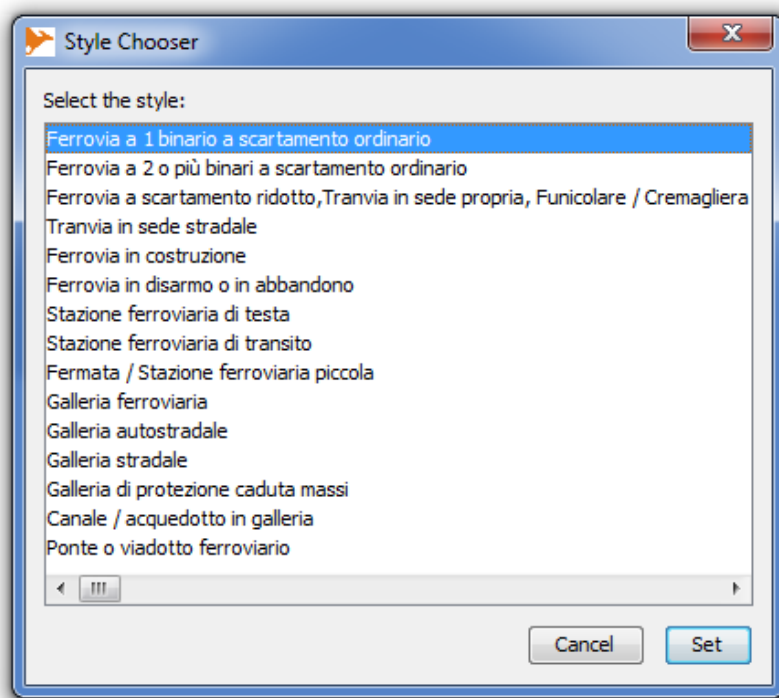 Style Chooser
Select the style:
Ferrovia a 1 binario a scartamento ordinario
Ferrovia a 2 o più binari a scartamento ordinario
Ferrovia a scartamento ridotto,Tranvia in sede propria, Funicolare / Cremagliera
Tranvia in sede stradale
Ferrovia in costruzione
Ferrovia in disarmo o in abbandono
Stazione ferroviaria di testa
Stazione ferroviaria di transito
Fermata / Stazione ferroviaria piccola
Galleria ferroviaria
Galleria autostradale
Galleria stradale
Galleria di protezione caduta massi
Canale / acquedotto in galleria
Ponte o viadotto ferroviario
Cancel
Set